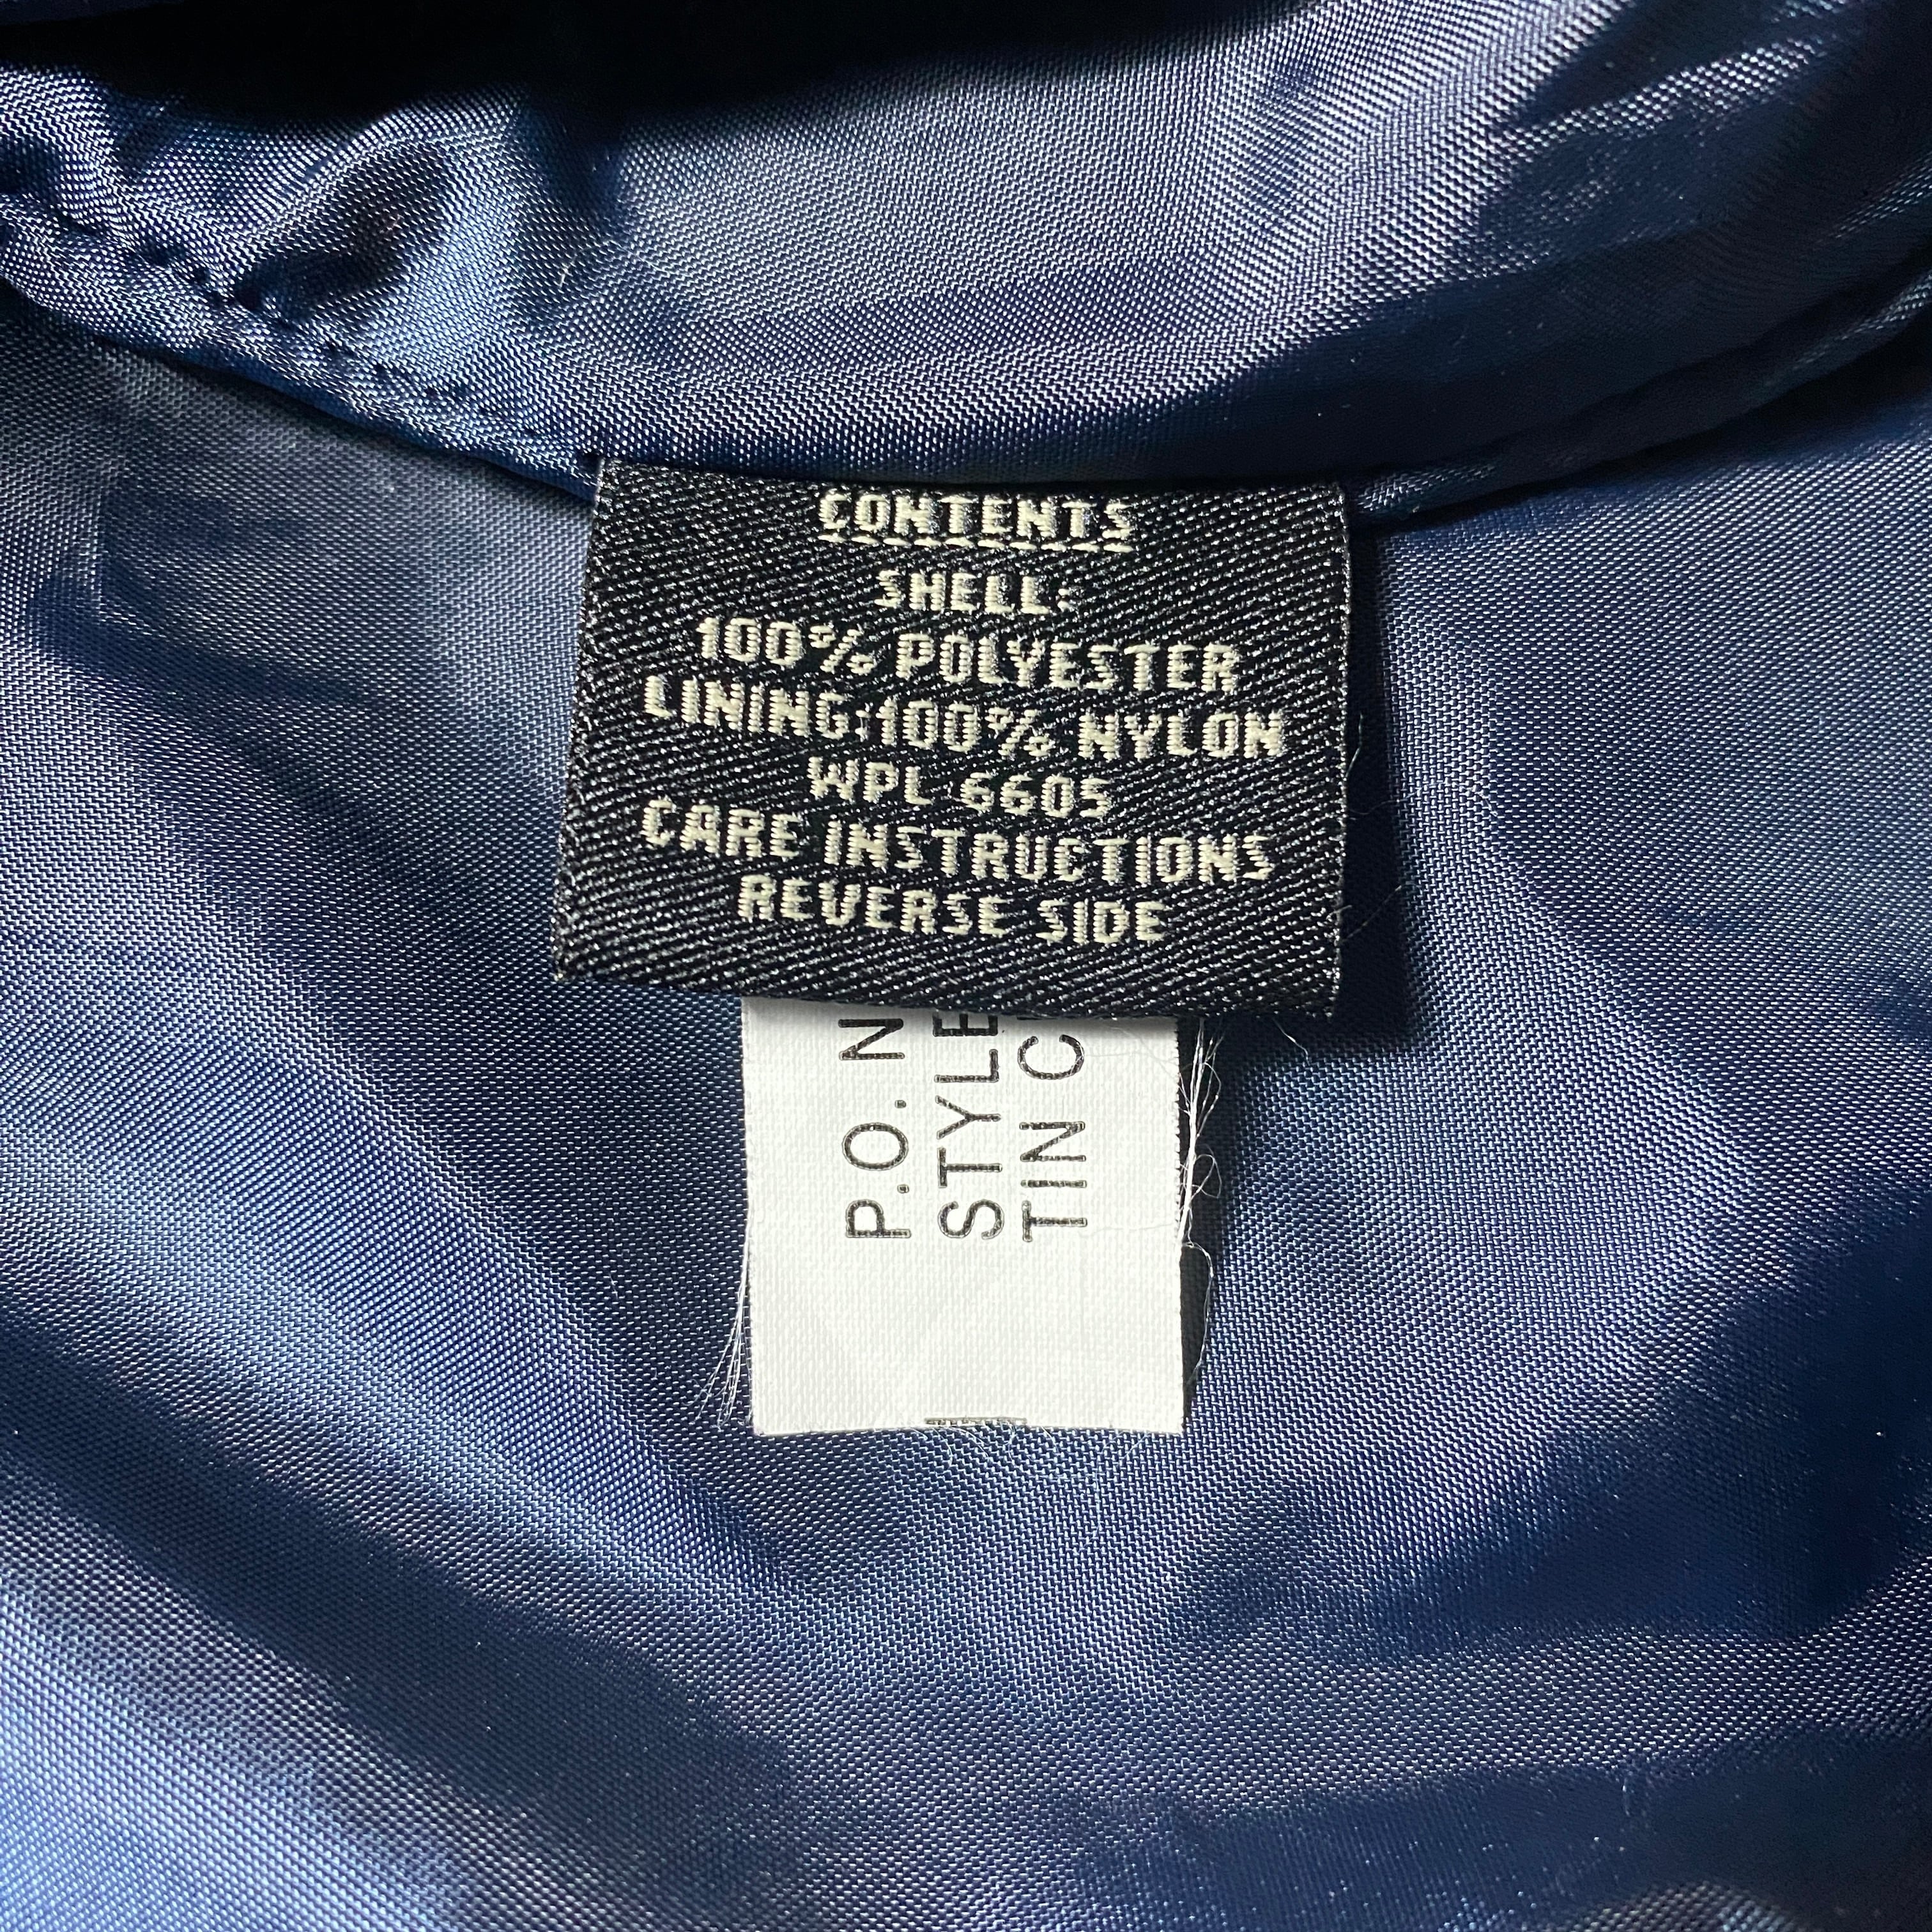 CONTENTS
SHELL:
100% POLYESTER
LINING:100% NYLON
WPL 6605
CARE INSTRUCTIONS
REVERSE SIDE
P.O. N
STYLE
TIN C